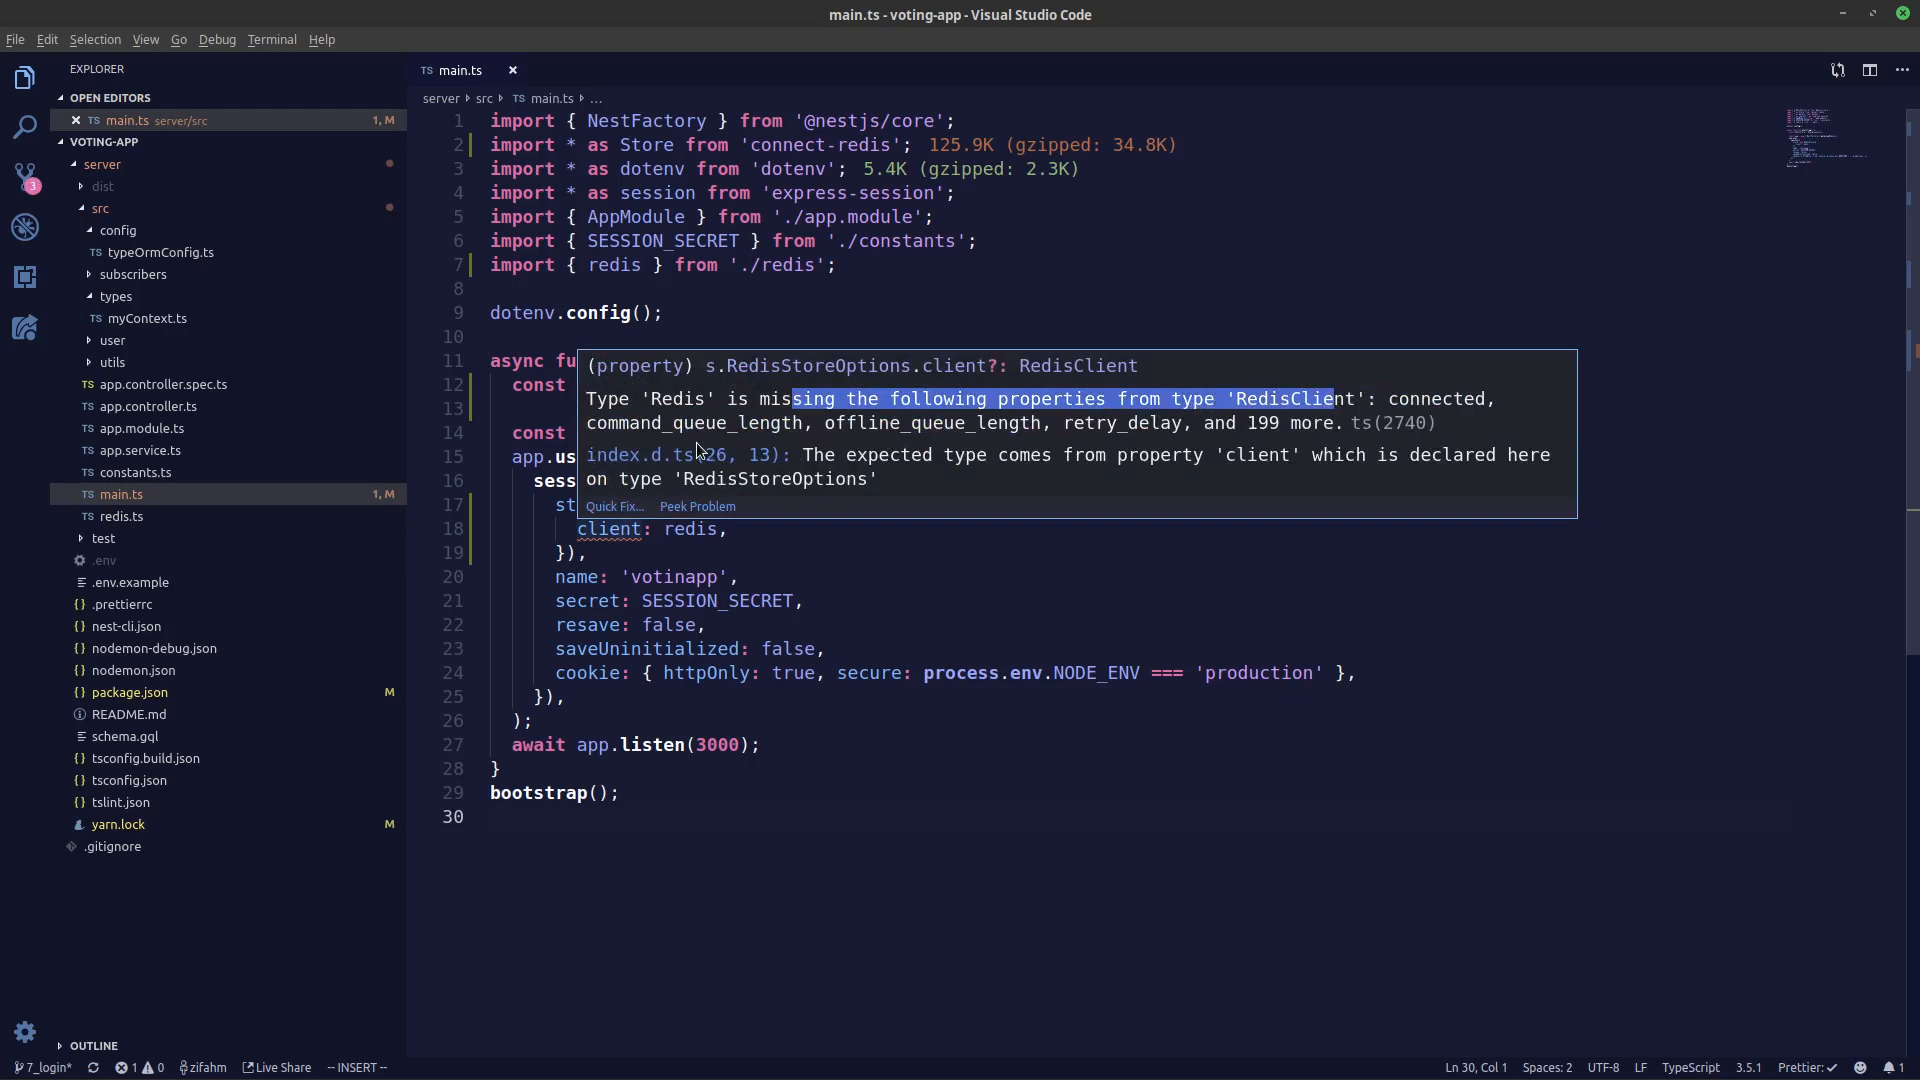 main.ts - voting-app - Visual Studio Code
File Edit Selection View Go Debug Terminal Help
EXPLORER
OPEN EDITORS
TS main.ts server/src 1, M
VOTING-APP
server
dist
src
config
TS typeOrmConfig.ts
subscribers
types
TS myContext.ts
user
utils
TS app.controller.spec.ts
TS app.controller.ts
TS app.module.ts
TS app.service.ts
TS constants.ts
TS main.ts 1, M
TS redis.ts
test
.env
.env.example
{} .prettierrc
{} nest-cli.json
{} nodemon-debug.json
{} nodemon.json
{} package.json M
README.md
schema.gql
{} tsconfig.build.json
{} tsconfig.json
{} tslint.json
yarn.lock M
.gitignore
OUTLINE
3
TS main.ts
server src TS main.ts ...
1 import { NestFactory } from '@nestjs/core';
2 import * as Store from 'connect-redis'; 125.9K (gzipped: 34.8K)
3 import * as dotenv from 'dotenv'; 5.4K (gzipped: 2.3K)
4 import * as session from 'express-session';
5 import { AppModule } from './app.module';
6 import { SESSION_SECRET } from './constants';
7 import { redis } from './redis';
8
9 dotenv.config();
10
11 async fu
12 const
13
14 const
15 app.us
16 sess
17 st
(property) s.RedisStoreOptions.client?: RedisClient
Type 'Redis' is missing the following properties from type 'RedisClient': connected,
command_queue_length, offline_queue_length, retry_delay, and 199 more. ts(2740)
index.d.ts(26, 13): The expected type comes from property 'client' which is declared here
on type 'RedisStoreOptions'
Quick Fix... Peek Problem
18 client: redis,
19 }),
20 name: 'votinapp',
21 secret: SESSION_SECRET,
22 resave: false,
23 saveUninitialized: false,
24 cookie: { httpOnly: true, secure: process.env.NODE_ENV === 'production' },
25 }),
26 );
27 await app.listen(3000);
28 }
29 bootstrap();
30
7_login* 1 0 zifahm Live Share -- INSERT -- Ln 30, Col 1 Spaces: 2 UTF-8 LF TypeScript 3.5.1 Prettier: ✓ 1